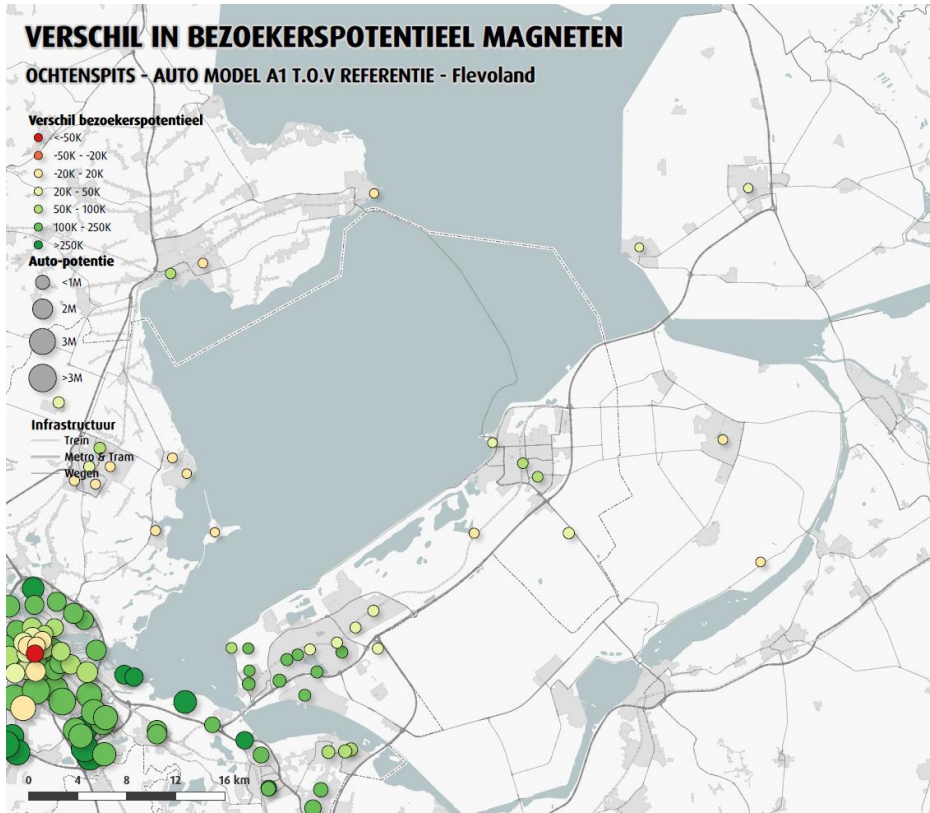 VERSCHIL IN BEZOEKERSPOTENTIEEL MAGNETEN
OCHTENSPITS - AUTO MODEL A1 T.O.V REFERENTIE - Flevoland
Verschil bezoekerspotentieel
<-50K
-50K - -20K
-20K - 20K
20K - 50K
50K - 100K
100K - 250K
>250K
Auto-potentie
<1M
2M
3M
>3M
Infrastructuur
Trein
Metro & Tram
Wegen
0 4 8 12 16 km